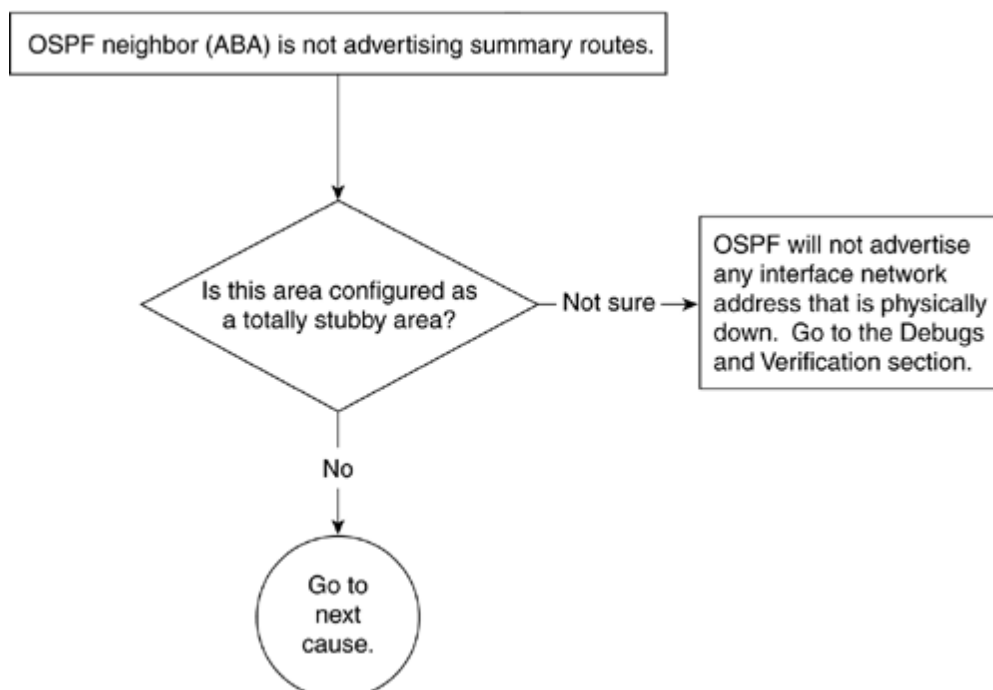 OSPF neighbor (ABA) is not advertising summary routes.
Is this area configured as
a totally stubby area?
Not sure
OSPF will not advertise
any interface network
address that is physically
down. Go to the Debugs
and Verification section.
No
Go to
next
cause.